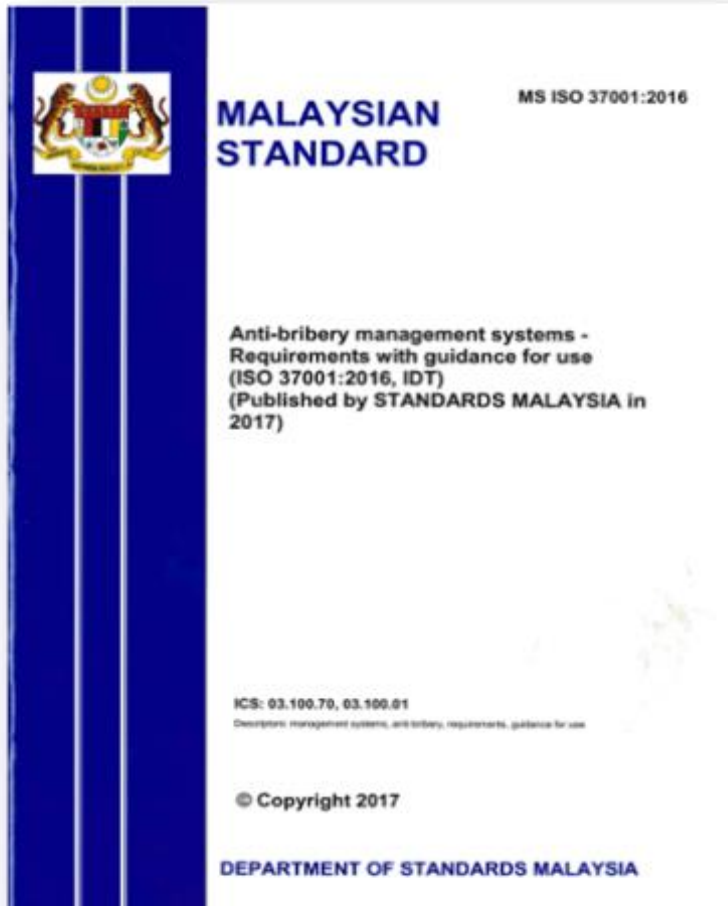 MS ISO 37001:2016
MALAYSIAN
STANDARD
Anti-bribery management systems -
Requirements with guidance for use
(ISO 37001:2016, IDT)
(Published by STANDARDS MALAYSIA in
2017)
ICS: 03.100.70, 03.100.01
Descriptors: management systems, anti-bribery, requirements, guidance for use
© Copyright 2017
DEPARTMENT OF STANDARDS MALAYSIA